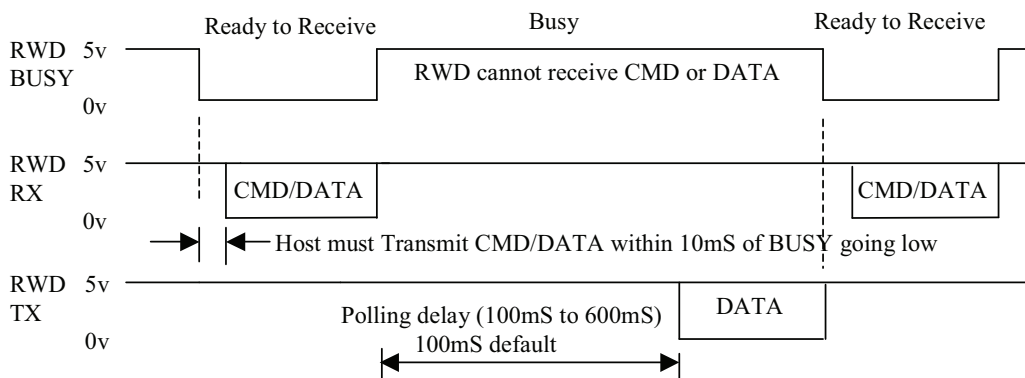 Ready to Receive
Busy
Ready to Receive
RWD 5v
BUSY
RWD cannot receive CMD or DATA
0v
RWD 5v
RX
CMD/DATA
CMD/DATA
0v
Host must Transmit CMD/DATA within 10mS of BUSY going low
RWD 5v
TX
DATA
Polling delay (100mS to 600mS)
0v
100mS default